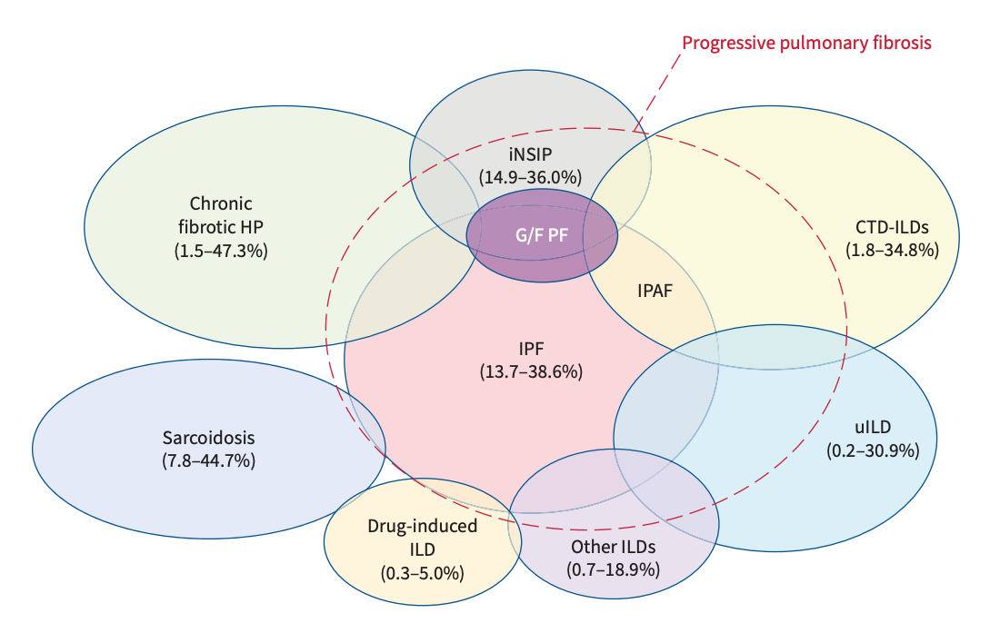 Progressive pulmonary fibrosis
iNSIP
(14.9–36.0%)
Chronic
fibrotic HP
(1.5–47.3%)
G/F PF
CTD-ILDs
(1.8–34.8%)
IPAF
IPF
(13.7–38.6%)
Sarcoidosis
(7.8–44.7%)
uILD
(0.2–30.9%)
Drug-induced
ILD
(0.3–5.0%)
Other ILDs
(0.7–18.9%)